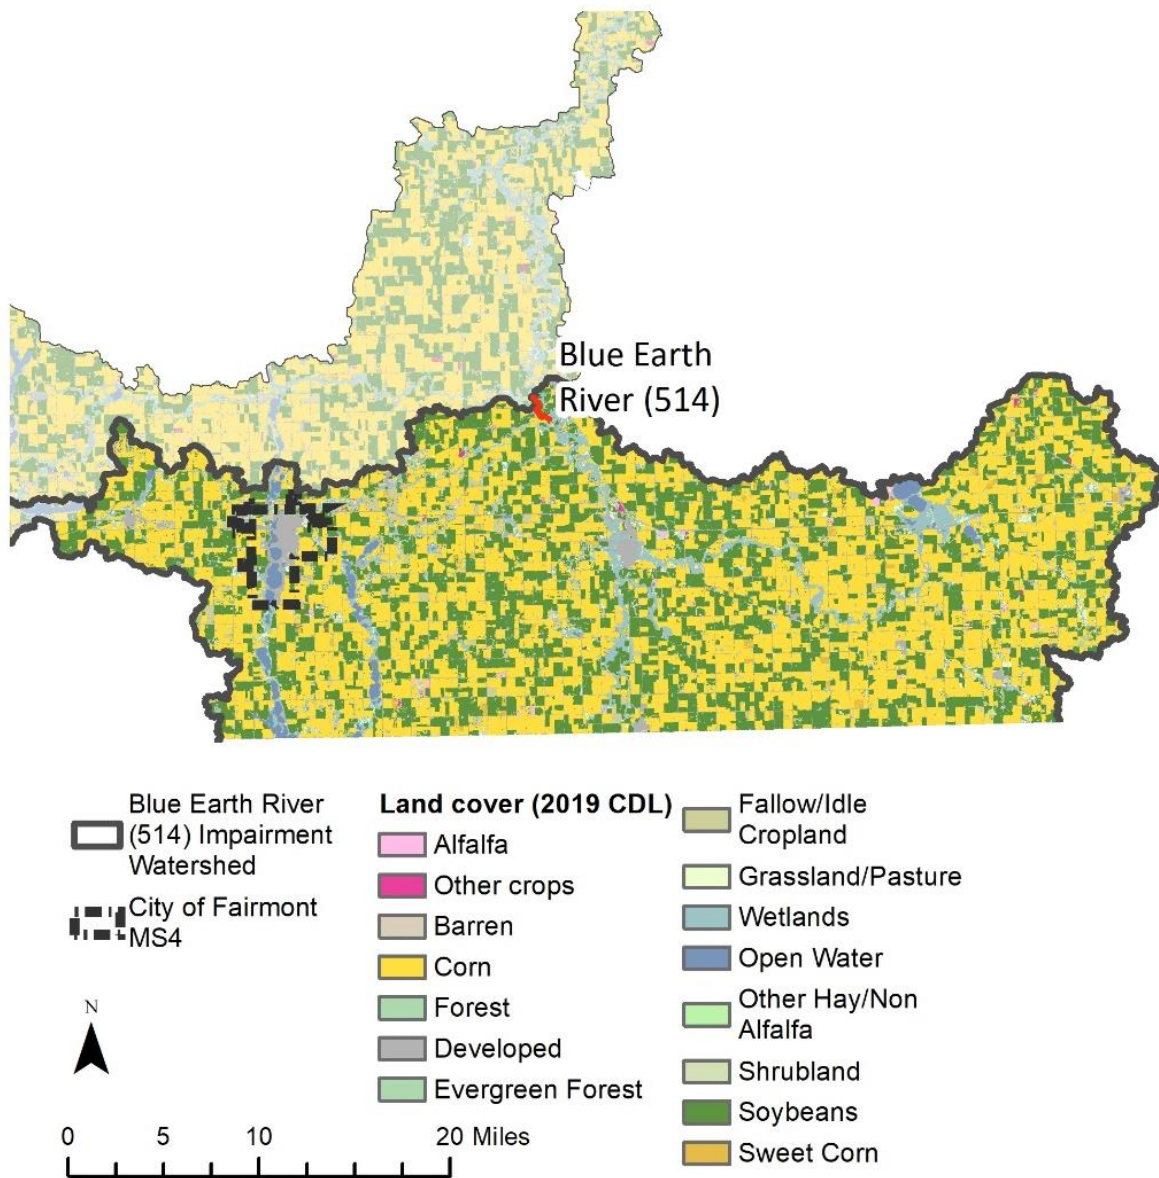 Blue Earth
River (514)
Blue Earth River
(514) Impairment
Watershed
City of Fairmont
MS4
N
0 5 10 20 Miles
Land cover (2019 CDL)
Alfalfa
Other crops
Barren
Corn
Forest
Developed
Evergreen Forest
Fallow/Idle
Cropland
Grassland/Pasture
Wetlands
Open Water
Other Hay/Non
Alfalfa
Shrubland
Soybeans
Sweet Corn